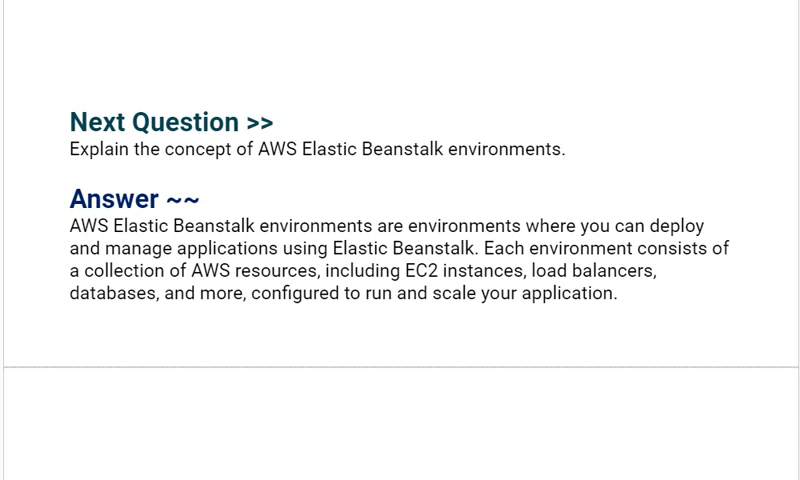 Next Question >>
Explain the concept of AWS Elastic Beanstalk environments.
Answer ~~
AWS Elastic Beanstalk environments are environments where you can deploy
and manage applications using Elastic Beanstalk. Each environment consists of
a collection of AWS resources, including EC2 instances, load balancers,
databases, and more, configured to run and scale your application.